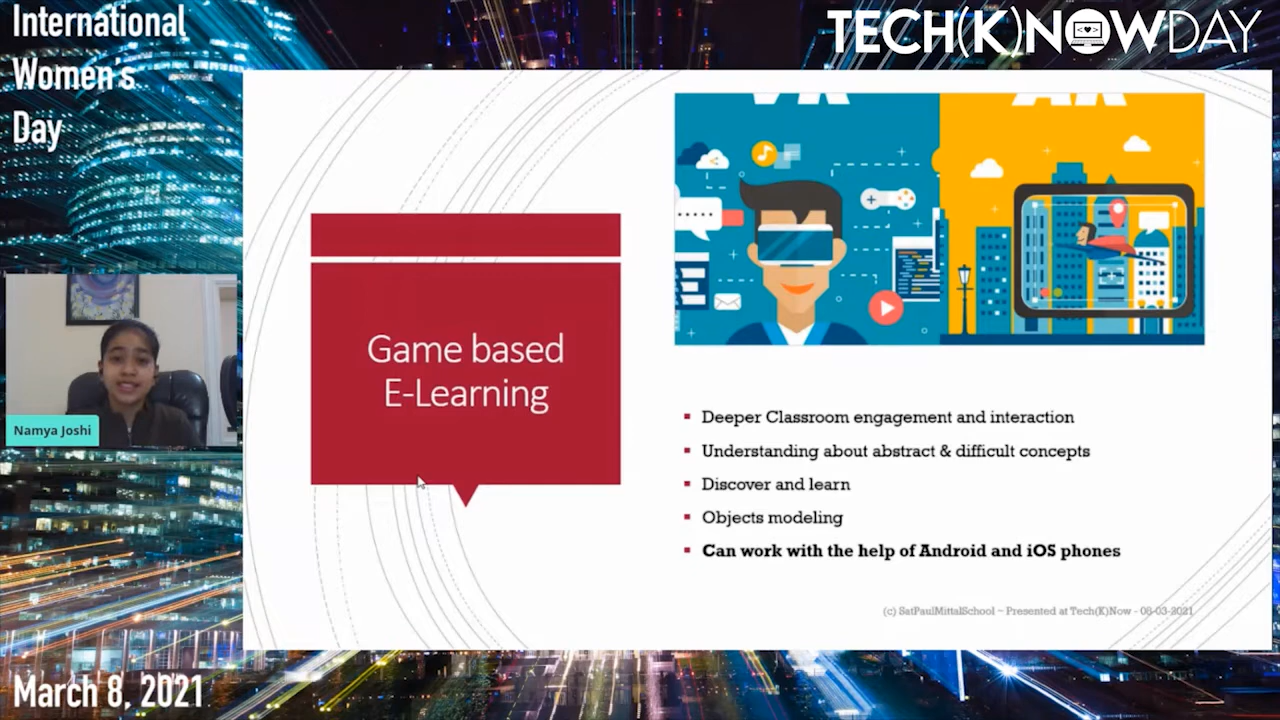 International
Women's
Day
TECH(K)NOWDAY
VR
AR
Game based
E-Learning
Deeper Classroom engagement and interaction
Understanding about abstract & difficult concepts
Discover and learn
Objects modeling
Can work with the help of Android and iOS phones
(c) SatPaulMittalSchool – Presented at Tech(K)Now - 08-03-2021
Namya Joshi
March 8, 2021